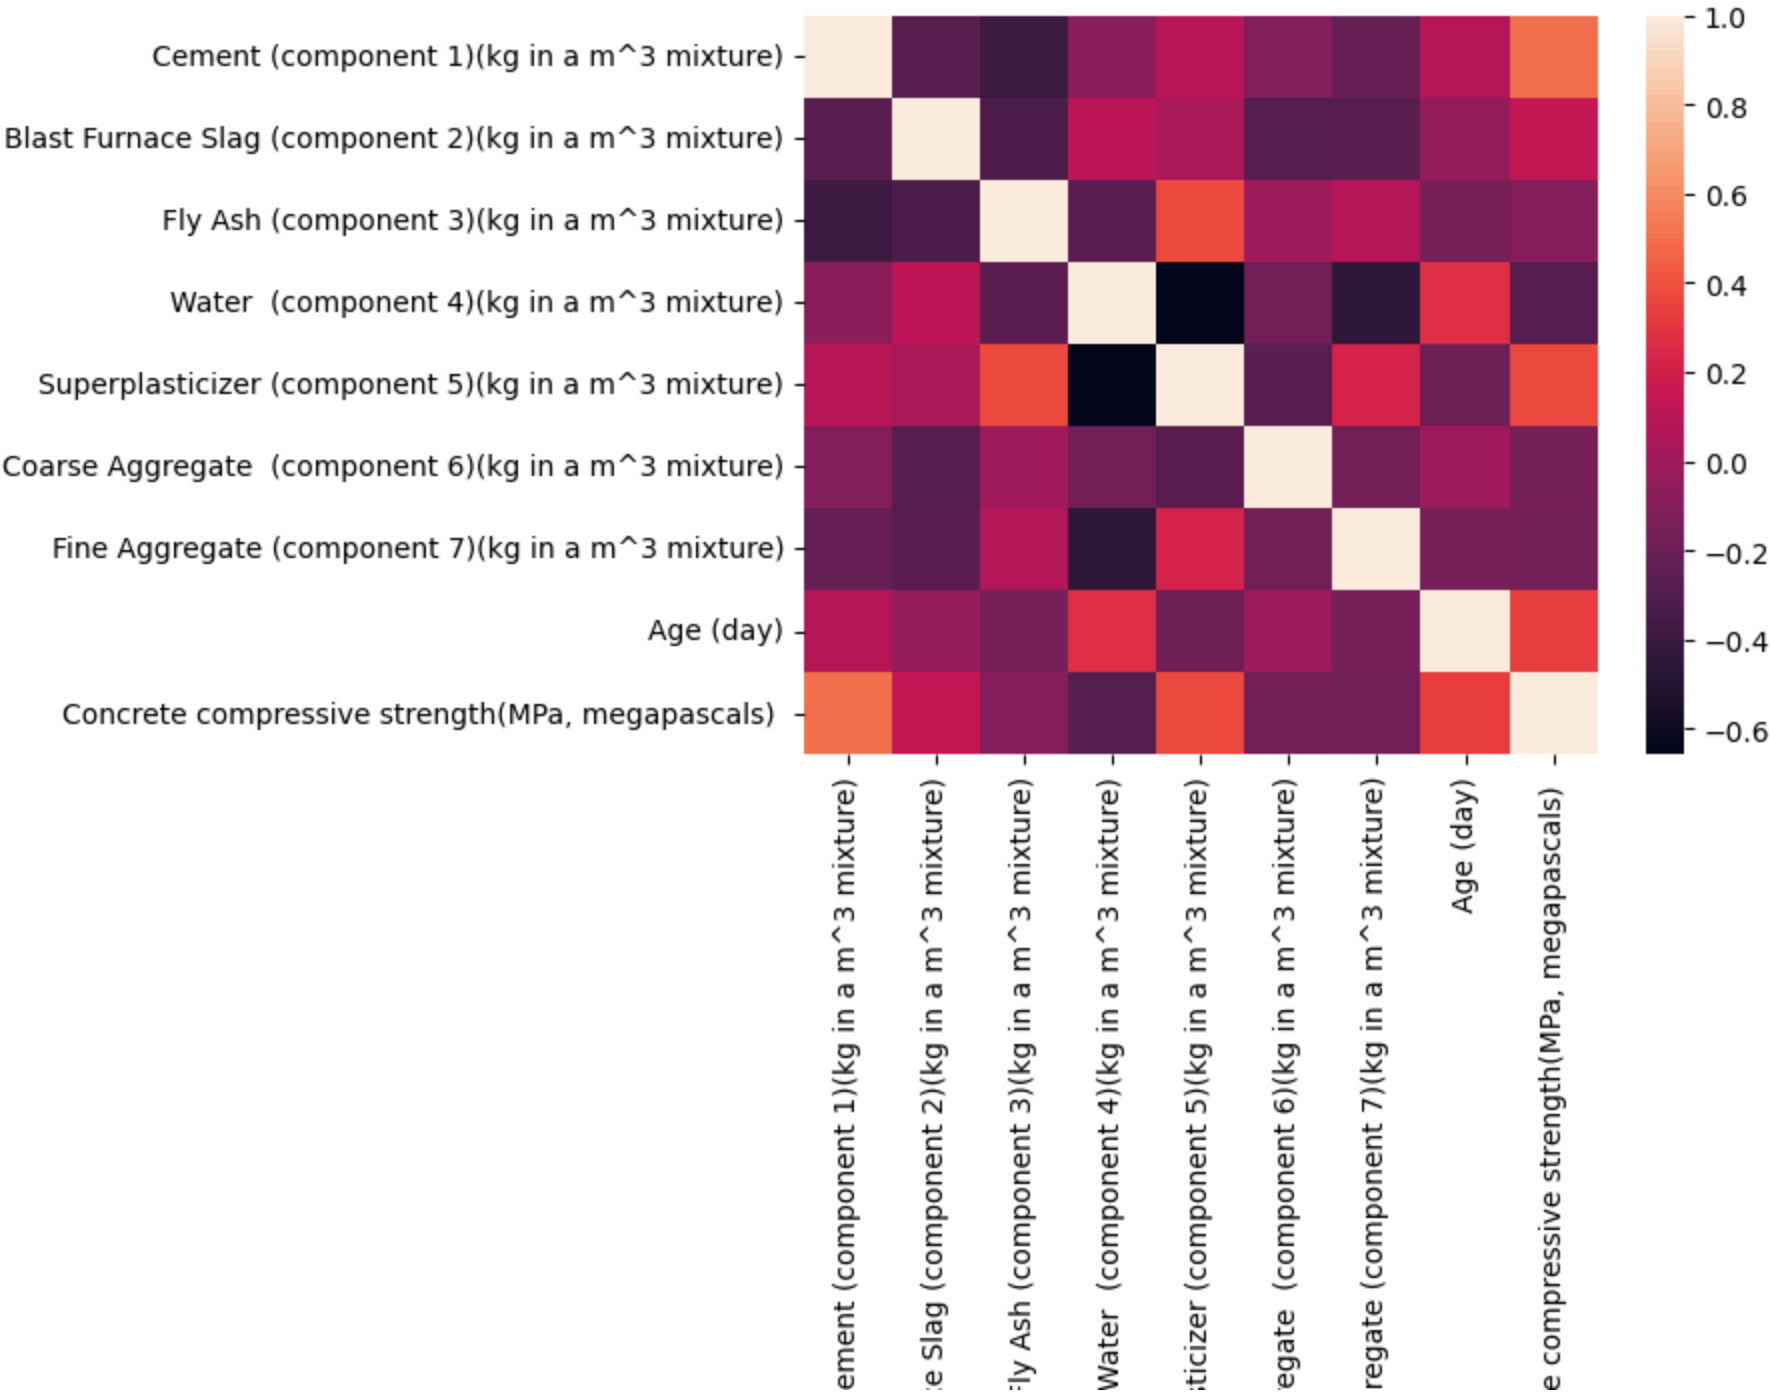 Cement (component 1)(kg in a m^3 mixture)
Blast Furnace Slag (component 2)(kg in a m^3 mixture)
Fly Ash (component 3)(kg in a m^3 mixture)
Water  (component 4)(kg in a m^3 mixture)
Superplasticizer (component 5)(kg in a m^3 mixture)
Coarse Aggregate  (component 6)(kg in a m^3 mixture)
Fine Aggregate (component 7)(kg in a m^3 mixture)
Age (day)
Concrete compressive strength(MPa, megapascals)
1.0
0.8
0.6
0.4
0.2
0.0
−0.2
−0.4
−0.6
ement (component 1)(kg in a m^3 mixture)
e Slag (component 2)(kg in a m^3 mixture)
Fly Ash (component 3)(kg in a m^3 mixture)
Water  (component 4)(kg in a m^3 mixture)
sticizer (component 5)(kg in a m^3 mixture)
regate  (component 6)(kg in a m^3 mixture)
regate (component 7)(kg in a m^3 mixture)
Age (day)
e compressive strength(MPa, megapascals)